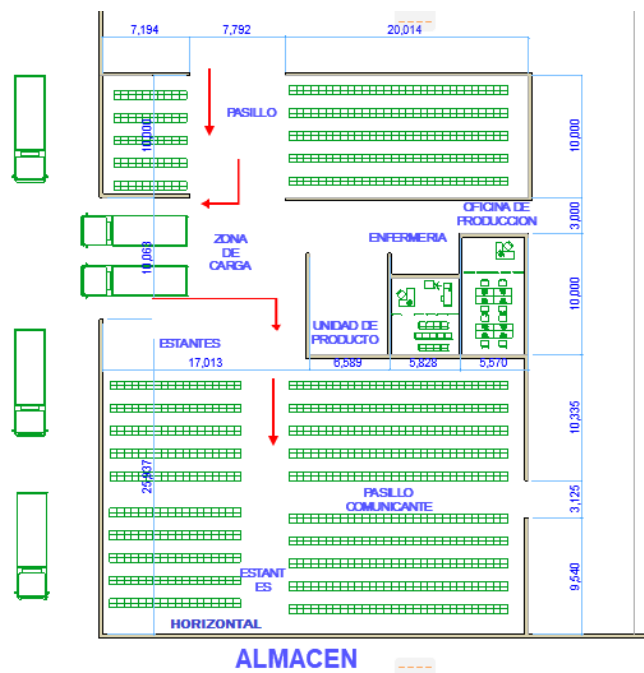 7,194
7,792
20,014
PASILLO
10,000
10,000
OFICINA DE
PRODUCCION
3,000
ENFERMERIA
ZONA
DE
CARGA
10,063
10,000
UNIDAD DE
PRODUCTO
ESTANTES
17,013
6,589
5,828
5,570
10,335
25,937
PASILLO
COMUNICANTE
3,125
ESTANT
ES
9,540
HORIZONTAL
ALMACEN